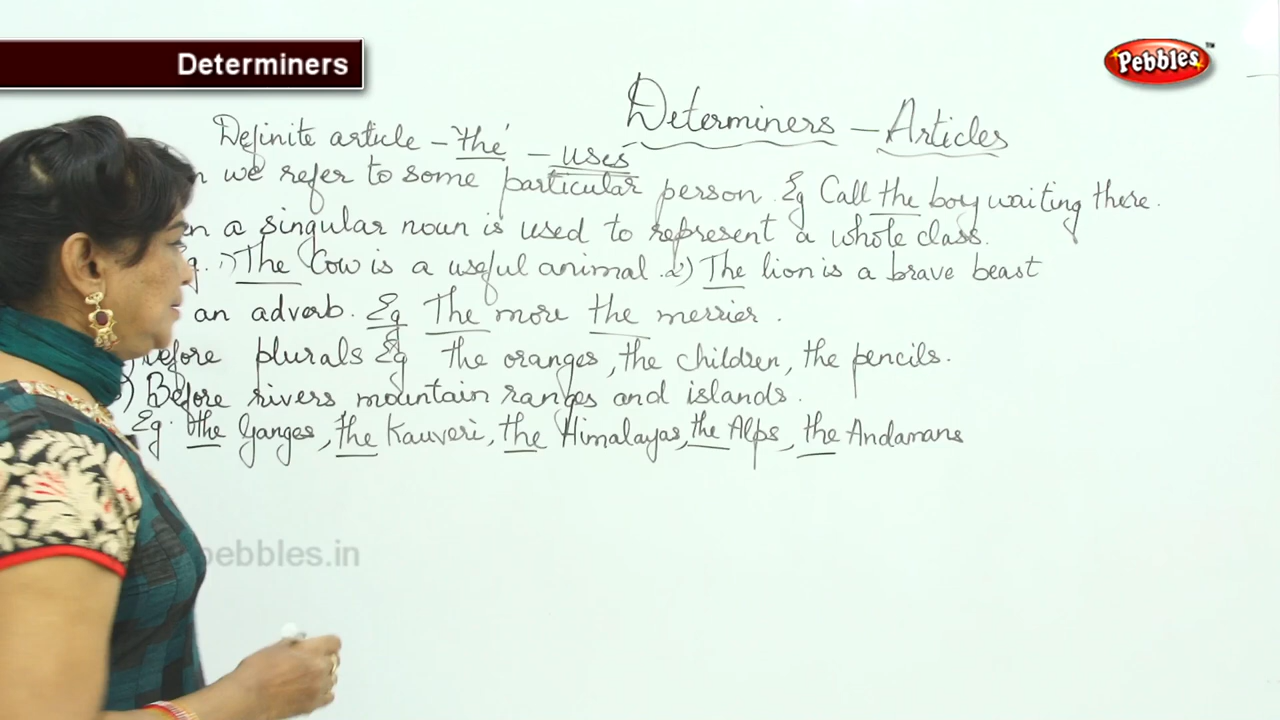 Determiners
Pebbles™
Determiners – Articles
Definite article – 'the' – uses
we refer to some particular person. Eg Call the boy waiting there.
a singular noun is used to represent a whole class.
1) The Cow is a useful animal. 2) The lion is a brave beast
an adverb. Eg The more the merrier.
Before plurals Eg the oranges, the children, the pencils.
) Before rivers mountain ranges and islands.
Eg. the Ganges, the Kauveri, the Himalayas, the Alps, the Andamans
pebbles.in